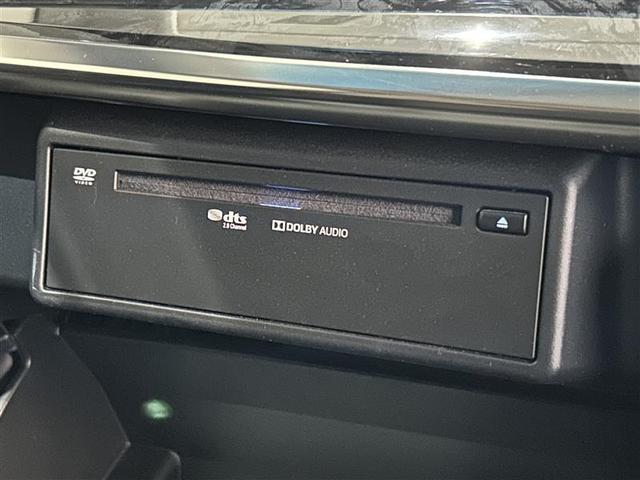 DVD
VIDEO
dts
2.0 Channel
DOLBY AUDIO